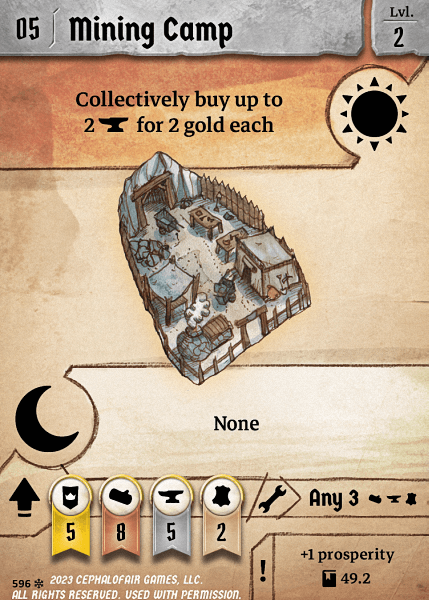 05 Mining Camp
Lvl.
2
Collectively buy up to
2 for 2 gold each
None
5 8 5 2
Any 3
! +1 prosperity
49.2
596 ✻ 2023 CEPHALOFAIR GAMES, LLC.
ALL RIGHTS RESERVED. USED WITH PERMISSION.